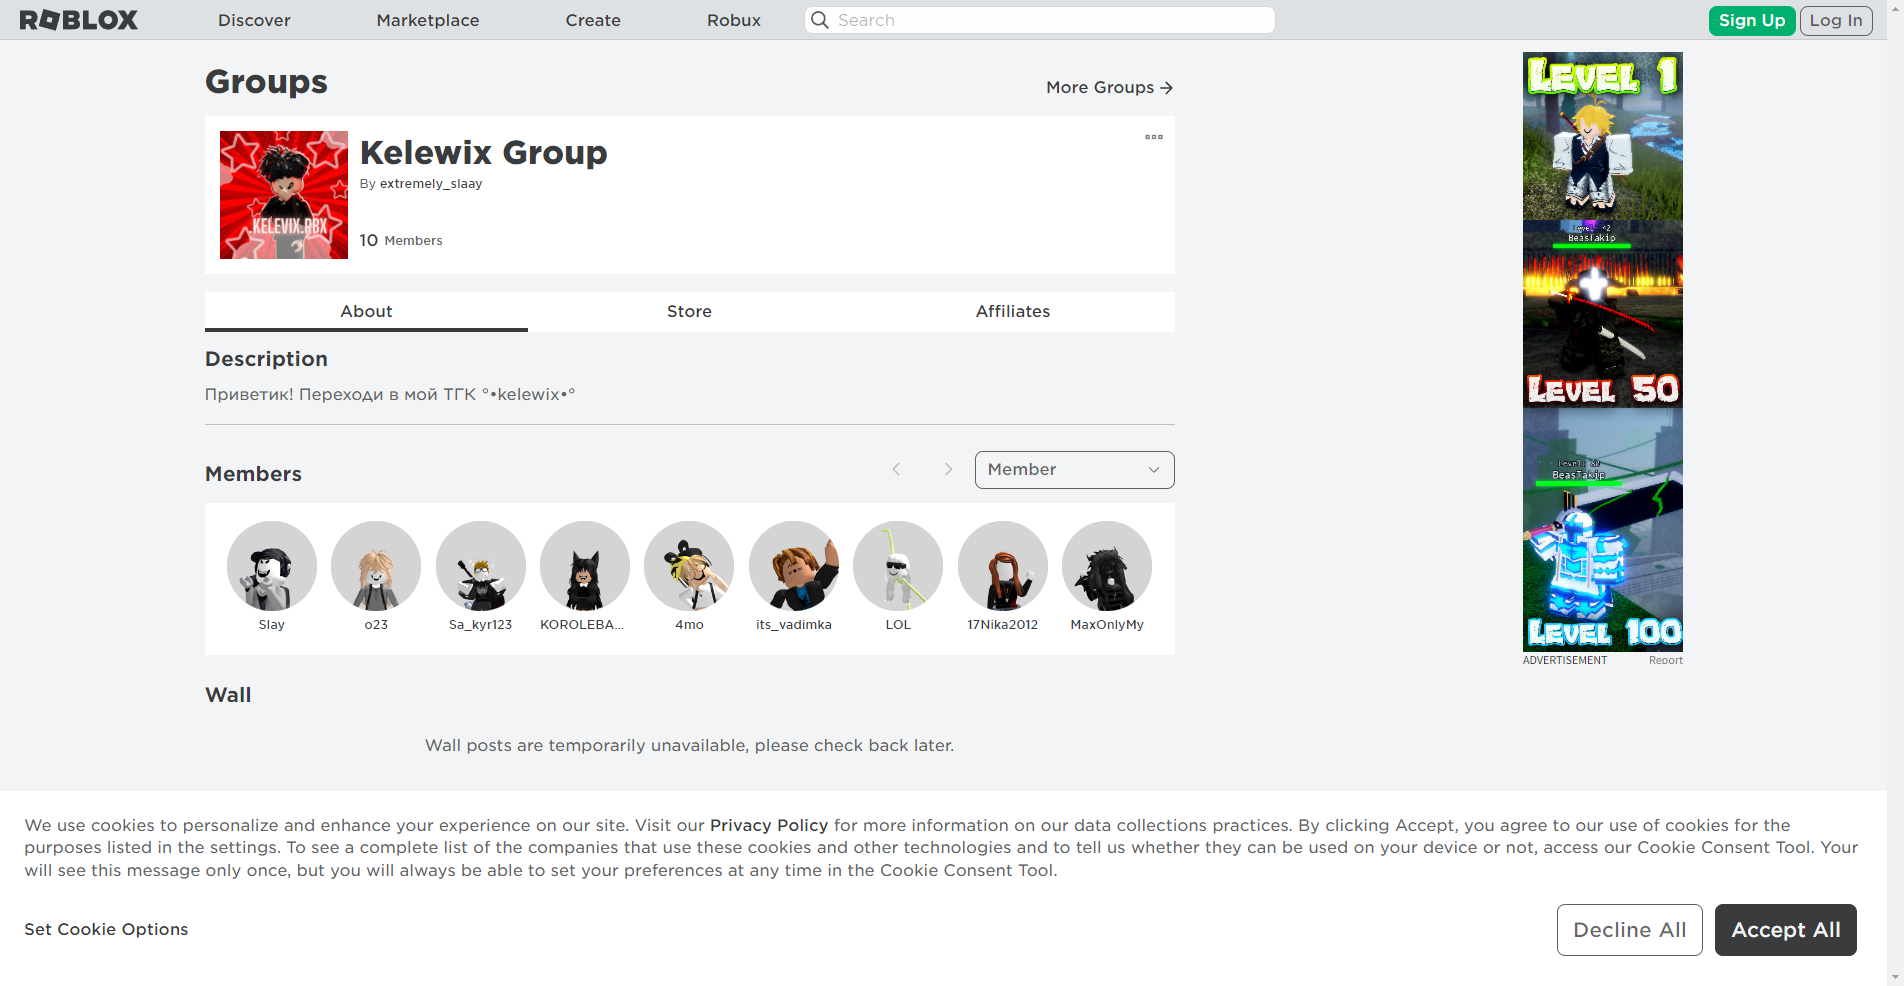 ROBLOX
Discover
Marketplace
Create
Robux
Search
Sign Up
Log In
Groups
More Groups
Kelewix Group
By extremely_slaay
10 Members
KELEVIX.RBX
About
Store
Affiliates
Description
Приветик! Переходи в мой ТГК °•kelewix•°
Members
Member
Slay
o23
Sa_kyr123
KOROLEBA...
4mo
its_vadimka
LOL
17Nika2012
MaxOnlyMy
Wall
Wall posts are temporarily unavailable, please check back later.
LEVEL 1
BeasTakip
LEVEL 50
BeasTakip
LEVEL 100
ADVERTISEMENT
Report
We use cookies to personalize and enhance your experience on our site. Visit our Privacy Policy for more information on our data collections practices. By clicking Accept, you agree to our use of cookies for the
purposes listed in the settings. To see a complete list of the companies that use these cookies and other technologies and to tell us whether they can be used on your device or not, access our Cookie Consent Tool. Your
will see this message only once, but you will always be able to set your preferences at any time in the Cookie Consent Tool.
Set Cookie Options
Decline All
Accept All